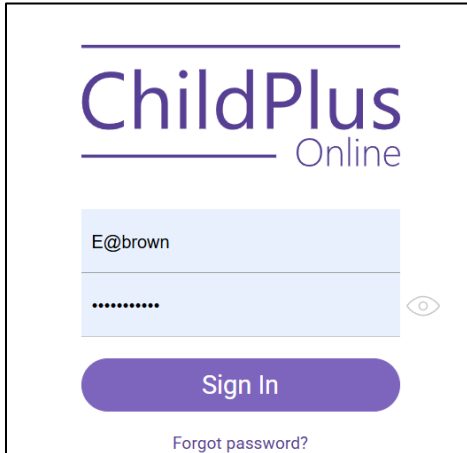 ChildPlus
Online
E@brown
•••••••••••
Sign In
Forgot password?